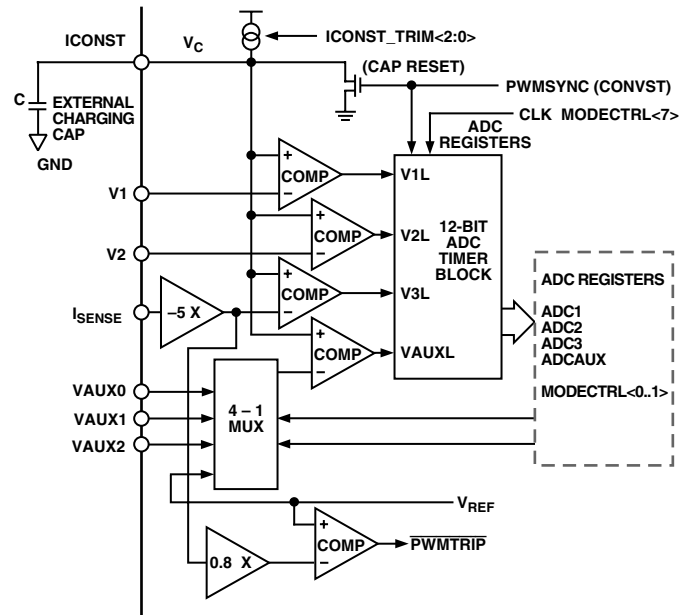 ICONST
V_C
ICONST_TRIM<2:0>
(CAP RESET)
PWMSYNC (CONVST)
C
EXTERNAL
CHARGING
CAP
GND
CLK MODECTRL<7>
ADC
REGISTERS
+
COMP
–
V1L
V1
+
COMP
–
V2L
V2
12-BIT
ADC
TIMER
BLOCK
+
COMP
–
V3L
I_SENSE
–5 X
+
COMP
–
VAUXL
ADC REGISTERS
ADC1
ADC2
ADC3
ADCAUX
MODECTRL<0..1>
VAUX0
VAUX1
VAUX2
4 – 1
MUX
V_REF
+
COMP
–
PWMTRIP
0.8 X